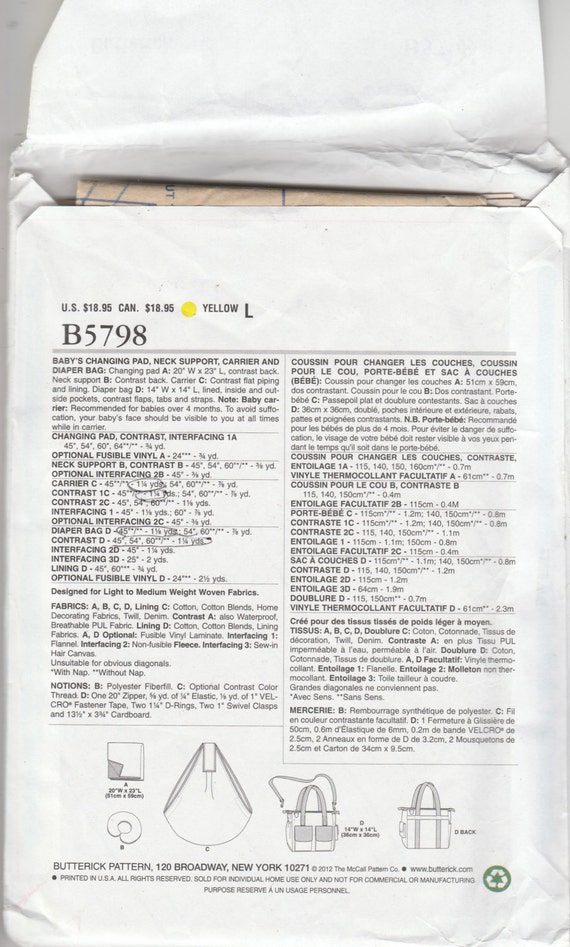 UT
U.S. $18.95 CAN. $18.95 YELLOW L
B5798
BABY'S CHANGING PAD, NECK SUPPORT, CARRIER AND
DIAPER BAG: Changing pad A: 20" W x 23" L, contrast back.
Neck support B: Contrast back. Carrier C: Contrast flat piping
and lining. Diaper bag D: 14" W x 14" L, lined, inside and out-
side pockets, contrast flaps, tabs and straps. Note: Baby car-
rier: Recommended for babies over 4 months. To avoid suffo-
cation, your baby's face should be visible to you at all times
while in carrier.
CHANGING PAD, CONTRAST, INTERFACING 1A
45", 54", 60", 64"*/** - ¾ yd.
OPTIONAL FUSIBLE VINYL A - 24"** - ¾ yd.
NECK SUPPORT B, CONTRAST B - 45", 54", 60"*/** - ⅜ yd.
OPTIONAL INTERFACING 2B - 45" - ⅜ yd.
CARRIER C - 45"*/** - 1¼ yds.; 54", 60"*/** - ⅞ yd.
CONTRAST 1C - 45"*/** - 1¼ yds.; 54", 60"*/** - ⅞ yd.
CONTRAST 2C - 45", 54", 60"*/** - 1⅛ yds.
INTERFACING 1 - 45" - 1⅛ yds.; 60" - ⅞ yd.
OPTIONAL INTERFACING 2C - 45" - ⅜ yd.
DIAPER BAG D - 45"*/** - 1⅛ yds.; 54", 60"*/** - ⅞ yd.
CONTRAST D - 45", 54", 60"*/** - 1¼ yds.
INTERFACING 2D - 45" - 1¼ yds.
INTERFACING 3D - 25" - 2 yds.
LINING D - 45", 60"** - ¾ yd.
OPTIONAL FUSIBLE VINYL D - 24"** - 2½ yds.
Designed for Light to Medium Weight Woven Fabrics.
FABRICS: A, B, C, D, Lining C: Cotton, Cotton Blends, Home
Decorating Fabrics, Twill, Denim. Contrast A: also Waterproof,
Breathable PUL Fabric. Lining D: Cotton, Cotton Blends, Lining
Fabrics. A, D Optional: Fusible Vinyl Laminate. Interfacing 1:
Flannel. Interfacing 2: Non-fusible Fleece. Interfacing 3: Sew-in
Hair Canvas.
Unsuitable for obvious diagonals.
*With Nap. **Without Nap.
NOTIONS: B: Polyester Fiberfill. C: Optional Contrast Color
Thread. D: One 20" Zipper, ⅝ yd. of ¼" Elastic, ⅛ yd. of 1" VEL-
CRO® Fastener Tape, Two 1¼" D-Rings, Two 1" Swivel Clasps
and 13½" x 3¾" Cardboard.
COUSSIN POUR CHANGER LES COUCHES, COUSSIN
POUR LE COU, PORTE-BÉBÉ ET SAC À COUCHES
(BÉBÉ): Coussin pour changer les couches A: 51cm x 59cm,
dos contrastant. Coussin pour le cou B: Dos contrastant. Porte-
bébé C: Passepoil plat et doublure contestants. Sac à couches
D: 36cm x 36cm, doublé, poches intérieure et extérieure, rabats,
pattes et poignées contrastants. N.B. Porte-bébé: Recommandé
pour les bébés de plus de 4 mois. Pour éviter le danger de suffo-
cation, le visage de votre bébé doit rester visible à vos yeux pen-
dant le temps qu'il soit dans le porte-bébé.
COUSSIN POUR CHANGER LES COUCHES, CONTRASTE,
ENTOILAGE 1A - 115, 140, 150, 160cm*/** - 0.7m
VINYLE THERMOCOLLANT FACULTATIF A - 61cm** - 0.7m
COUSSIN POUR LE COU B, CONTRASTE B
115, 140, 150cm*/** - 0.4m
ENTOILAGE FACULTATIF 2B - 115cm - 0.4M
PORTE-BÉBÉ C - 115cm*/** - 1.2m; 140, 150cm*/** - 0.8m
CONTRASTE 1C - 115cm*/** - 1.2m; 140, 150cm*/** - 0.8m
CONTRASTE 2C - 115, 140, 150cm*/** - 1.1m
ENTOILAGE 1 - 115cm - 1.1m; 150cm - 0.8m
ENTOILAGE FACULTATIF 2C - 115cm - 0.4m
SAC À COUCHES D - 115cm*/** - 1.1m; 140, 150cm*/** - 0.8m
CONTRASTE D - 115, 140, 150cm*/** - 1.2m
ENTOILAGE 2D - 115cm - 1.2m
ENTOILAGE 3D - 64cm - 1.9m
DOUBLURE D - 115, 150cm** - 0.7m
VINYLE THERMOCOLLANT FACULTATIF D - 61cm** - 2.3m
Créé pour des tissus tissés de poids léger à moyen.
TISSUS: A, B, C, D, Doublure C: Coton, Cotonnade, Tissus de
décoration, Twill, Denim. Contraste A: en plus Tissu PUL
imperméable à l'eau, perméable à l'air. Doublure D: Coton,
Cotonnade, Tissus de doublure. A, D Facultatif: Vinyle thermo-
collant. Entoilage 1: Flanelle. Entoilage 2: Molleton non ther-
mocollant. Entoilage 3: Toile tailleur à coudre.
Grandes diagonales ne conviennent pas.
*Avec Sens. **Sans Sens.
MERCERIE: B: Rembourrage synthétique de polyester. C: Fil
en couleur contrastante facultatif. D: 1 Fermeture à Glissière de
50cm, 0.6m d'Élastique de 6mm, 0.2m de bande VELCRO® de
2.5cm, 2 Anneaux en forme de D de 3.2cm, 2 Mousquetons de
2.5cm et Carton de 34cm x 9.5cm.
A
20"W x 23"L
(51cm x 59cm)
B
C
D
14"W x 14"L
(36cm x 36cm)
D BACK
BUTTERICK PATTERN, 120 BROADWAY, NEW YORK 10271 © 2012 The McCall Pattern Co. ● www.butterick.com
● PRINTED IN U.S.A. ALL RIGHTS RESERVED. SOLD FOR INDIVIDUAL HOME USE ONLY AND NOT FOR COMMERCIAL OR MANUFACTURING
PURPOSE RESERVE Á UN USAGE PERSONNEL.